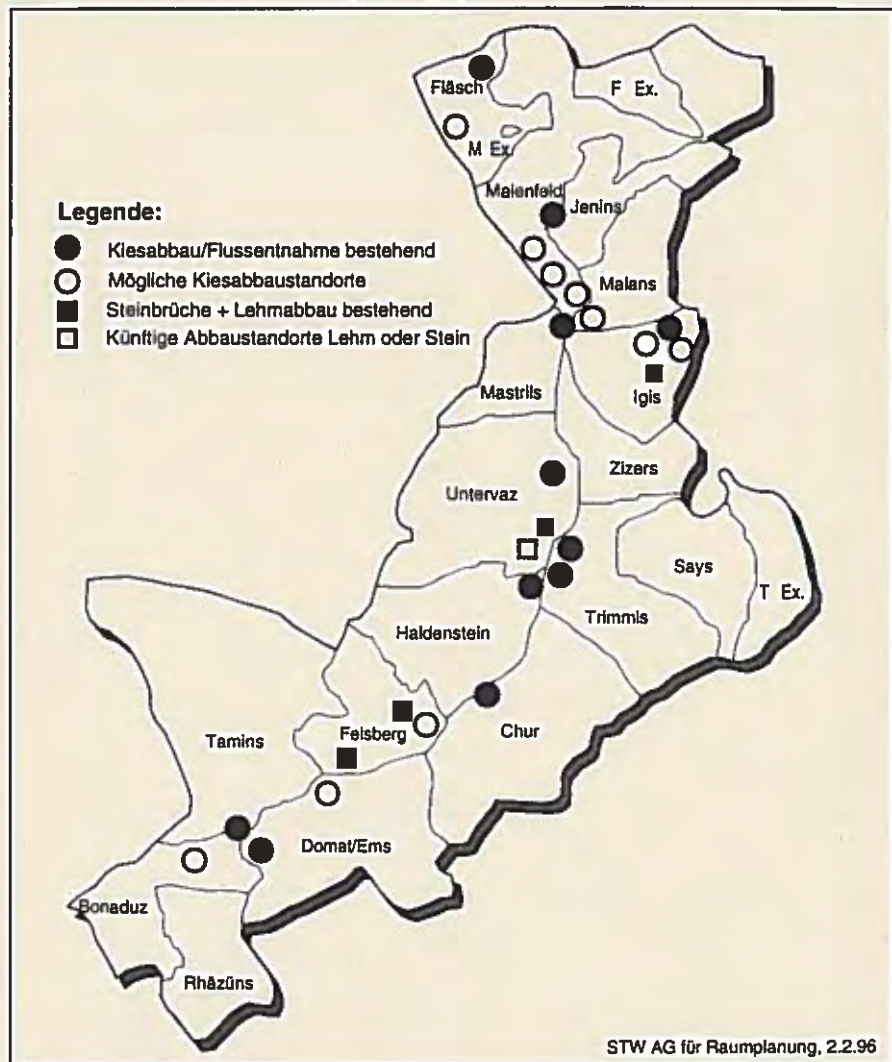 Fläsch
F Ex.
M Ex.
Maienfeld
Jenins
Legende:
Kiesabbau/Flussentnahme bestehend
Mögliche Kiesabbaustandorte
Steinbrüche + Lehmabbau bestehend
Künftige Abbaustandorte Lehm oder Stein
Malans
Mastrils
Igis
Zizers
Untervaz
Says
T Ex.
Trimmis
Haldenstein
Tamins
Felsberg
Chur
Domat/Ems
Bonaduz
Rhäzüns
STW AG für Raumplanung, 2.2.96